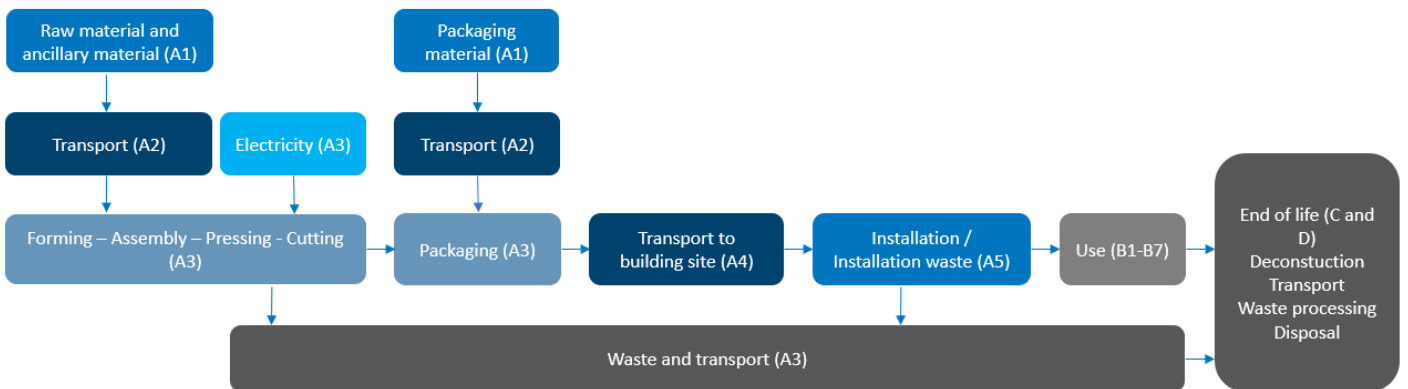 Raw material and
ancillary material (A1)
Packaging
material (A1)
Transport (A2)
Electricity (A3)
Transport (A2)
Forming – Assembly – Pressing - Cutting
(A3)
Packaging (A3)
Transport to
building site (A4)
Installation /
Installation waste (A5)
Use (B1-B7)
End of life (C and
D)
Deconstuction
Transport
Waste processing
Disposal
Waste and transport (A3)